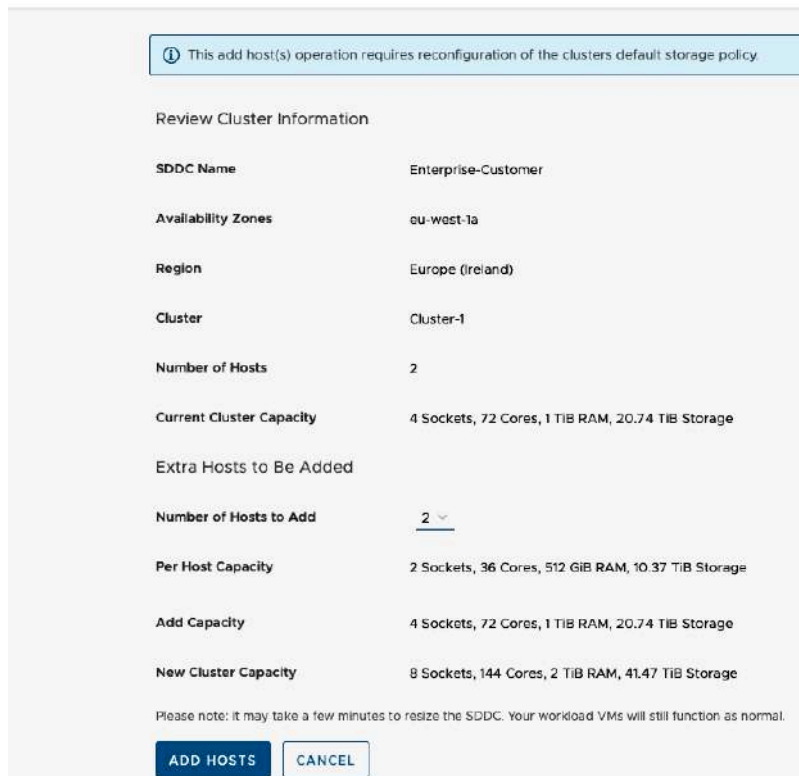 This add host(s) operation requires reconfiguration of the clusters default storage policy.
Review Cluster Information
SDDC Name Enterprise-Customer
Availability Zones eu-west-1a
Region Europe (Ireland)
Cluster Cluster-1
Number of Hosts 2
Current Cluster Capacity 4 Sockets, 72 Cores, 1 TiB RAM, 20.74 TiB Storage
Extra Hosts to Be Added
Number of Hosts to Add 2
Per Host Capacity 2 Sockets, 36 Cores, 512 GiB RAM, 10.37 TiB Storage
Add Capacity 4 Sockets, 72 Cores, 1 TiB RAM, 20.74 TiB Storage
New Cluster Capacity 8 Sockets, 144 Cores, 2 TiB RAM, 41.47 TiB Storage
Please note: it may take a few minutes to resize the SDDC. Your workload VMs will still function as normal.
ADD HOSTS CANCEL